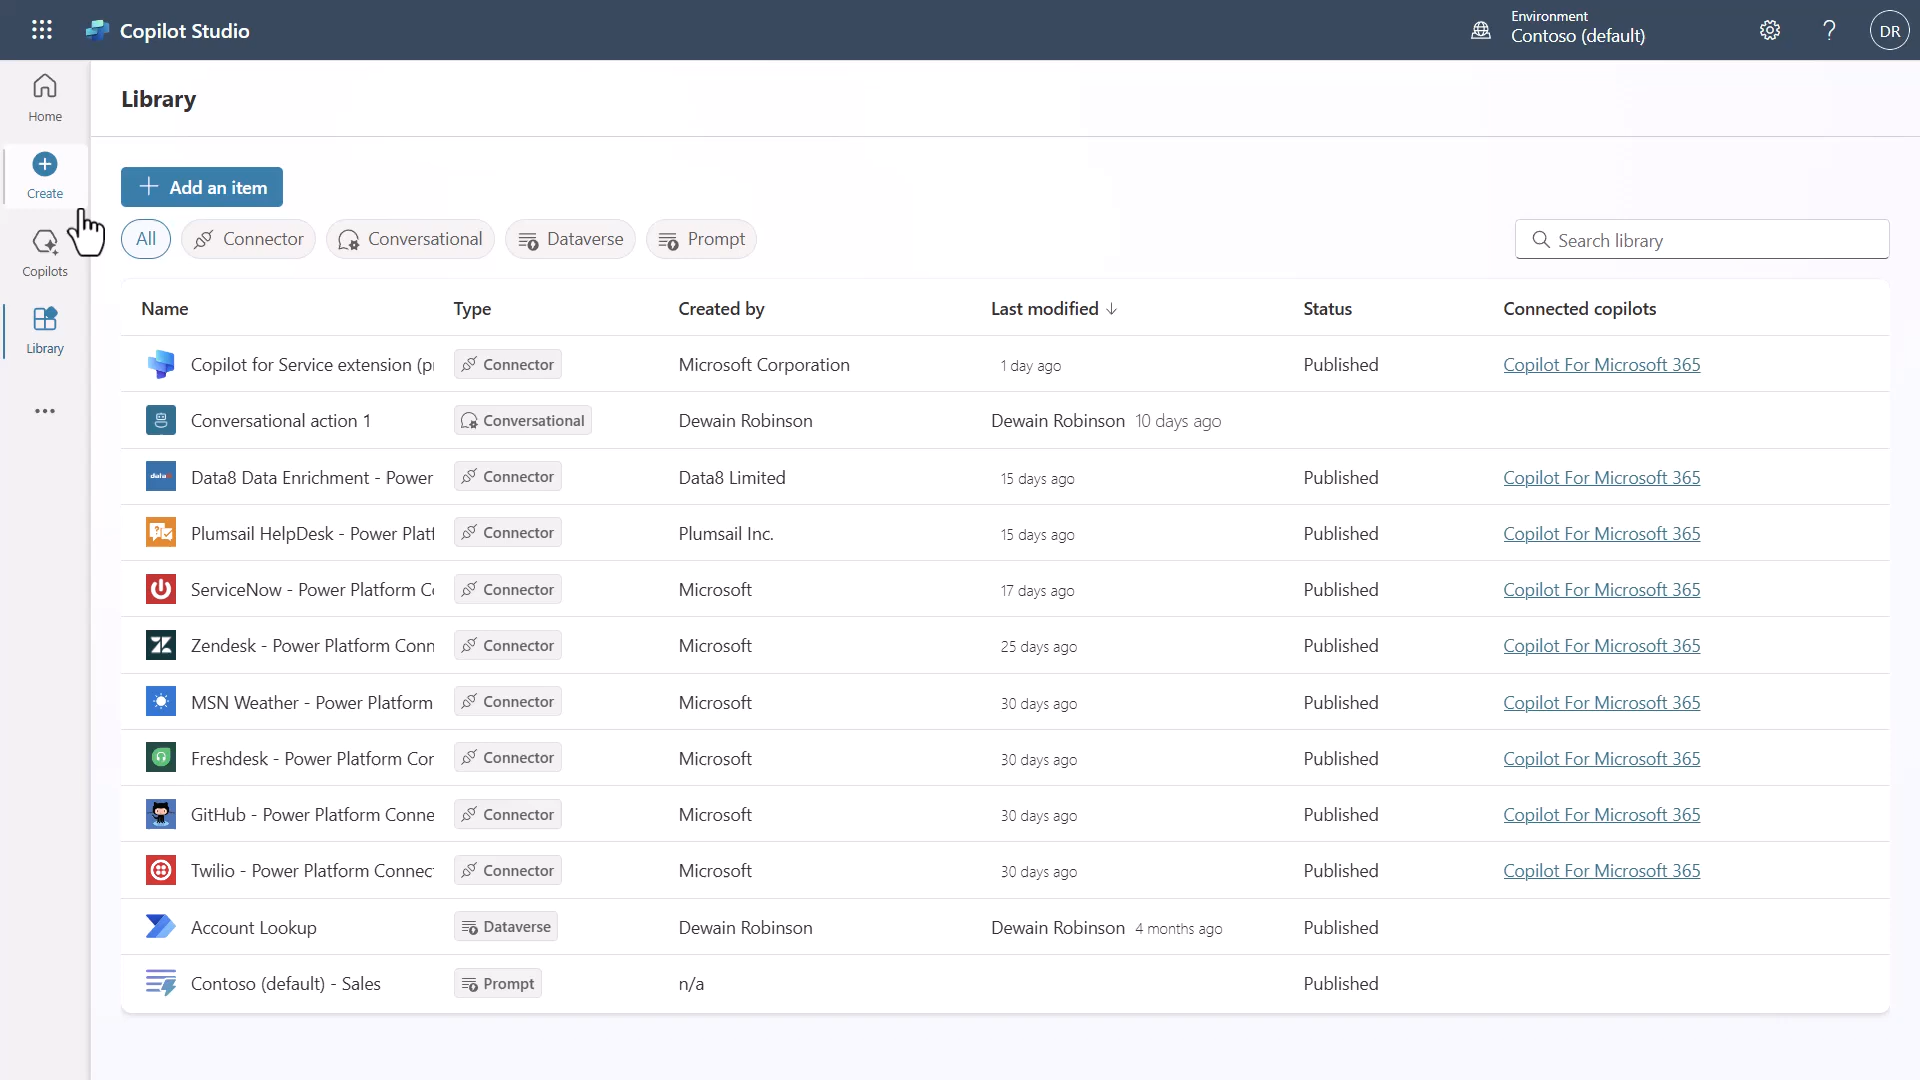 Copilot Studio
Environment
Contoso (default)
DR
Home
Create
Copilots
Library
Library
Add an item
All
Connector
Conversational
Dataverse
Prompt
Search library
Name Type Created by Last modified Status Connected copilots
Copilot for Service extension (p Connector Microsoft Corporation 1 day ago Published Copilot For Microsoft 365
Conversational action 1 Conversational Dewain Robinson Dewain Robinson 10 days ago
data8 Data8 Data Enrichment - Power Connector Data8 Limited 15 days ago Published Copilot For Microsoft 365
Plumsail HelpDesk - Power Platf Connector Plumsail Inc. 15 days ago Published Copilot For Microsoft 365
ServiceNow - Power Platform C Connector Microsoft 17 days ago Published Copilot For Microsoft 365
Zendesk - Power Platform Conn Connector Microsoft 25 days ago Published Copilot For Microsoft 365
MSN Weather - Power Platform Connector Microsoft 30 days ago Published Copilot For Microsoft 365
Freshdesk - Power Platform Cor Connector Microsoft 30 days ago Published Copilot For Microsoft 365
GitHub - Power Platform Conne Connector Microsoft 30 days ago Published Copilot For Microsoft 365
Twilio - Power Platform Connec Connector Microsoft 30 days ago Published Copilot For Microsoft 365
Account Lookup Dataverse Dewain Robinson Dewain Robinson 4 months ago Published
Contoso (default) - Sales Prompt n/a Published